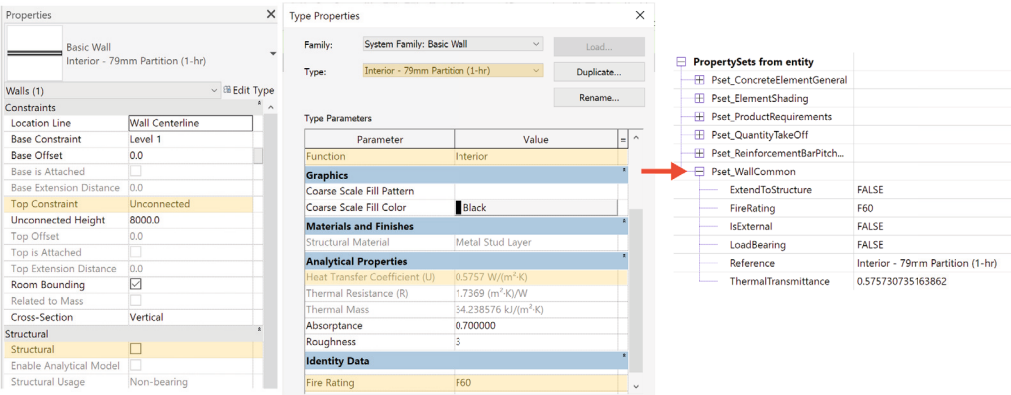 Properties
Basic Wall
Interior - 79mm Partition (1-hr)
Walls (1)
Edit Type
Constraints
Location Line Wall Centerline
Base Constraint Level 1
Base Offset 0.0
Base is Attached
Base Extension Distance 0.0
Top Constraint Unconnected
Unconnected Height 8000.0
Top Offset 0.0
Top is Attached
Top Extension Distance 0.0
Room Bounding
Related to Mass
Cross-Section Vertical
Structural
Structural
Enable Analytical Model
Structural Usage Non-bearing
Type Properties
Family: System Family: Basic Wall Load...
Type: Interior - 79mm Partition (1-hr) Duplicate...
Rename...
Type Parameters
Parameter Value =
Function Interior
Graphics
Coarse Scale Fill Pattern
Coarse Scale Fill Color Black
Materials and Finishes
Structural Material Metal Stud Layer
Analytical Properties
Heat Transfer Coefficient (U) 0.5757 W/(m²·K)
Thermal Resistance (R) 1.7369 (m²·K)/W
Thermal Mass 54.238576 kJ/(m²·K)
Absorptance 0.700000
Roughness 3
Identity Data
Fire Rating F60
PropertySets from entity
Pset_ConcreteElementGeneral
Pset_ElementShading
Pset_ProductRequirements
Pset_QuantityTakeOff
Pset_ReinforcementBarPitch...
Pset_WallCommon
ExtendToStructure FALSE
FireRating F60
IsExternal FALSE
LoadBearing FALSE
Reference Interior - 79mm Partition (1-hr)
ThermalTransmittance 0.575730735163862